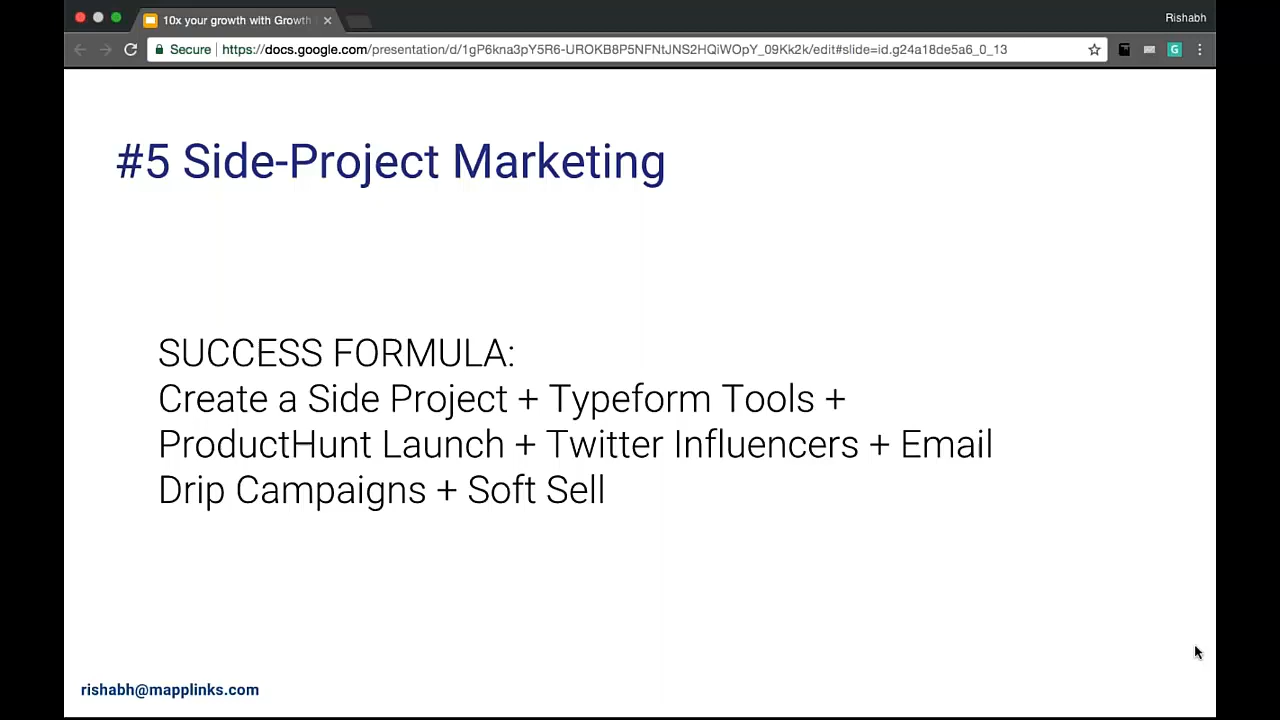 10x your growth with Growth
Rishabh
Secure
https://docs.google.com/presentation/d/1gP6kna3pY5R6-UROKB8P5NFNtJNS2HQiWOpY_09Kk2k/edit#slide=id.g24a18de5a6_0_13
G
#5 Side-Project Marketing
SUCCESS FORMULA:
Create a Side Project + Typeform Tools +
ProductHunt Launch + Twitter Influencers + Email
Drip Campaigns + Soft Sell
rishabh@mapplinks.com